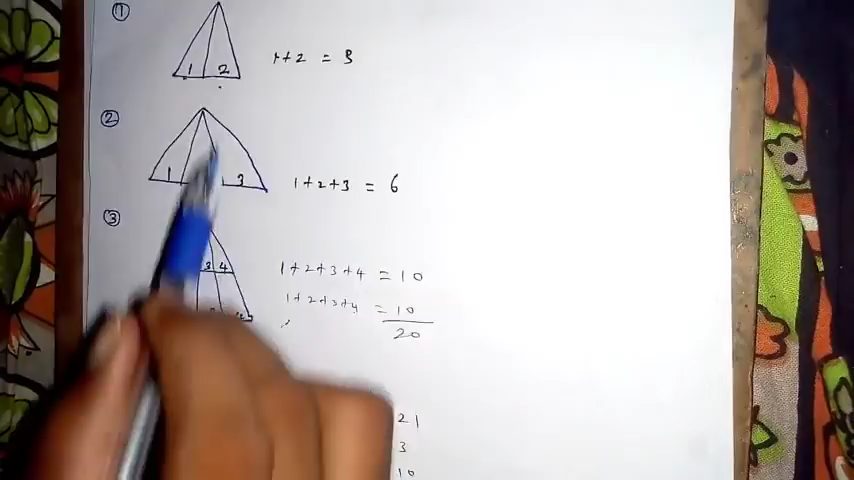 ①
1 2
1+2 = 3
②
1 3
1+2+3 = 6
③
3 4
1+2+3+4 = 10
1+2+3+4 = 10
20
21
3
10